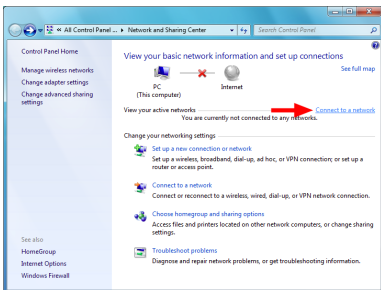 « All Control Panel ... ▸ Network and Sharing Center
Search Control Panel
Control Panel Home
Manage wireless networks
Change adapter settings
Change advanced sharing
settings
View your basic network information and set up connections
See full map
PC
(This computer)
Internet
View your active networks
Connect to a network
You are currently not connected to any networks.
Change your networking settings
Set up a new connection or network
Set up a wireless, broadband, dial-up, ad hoc, or VPN connection; or set up a
router or access point.
Connect to a network
Connect or reconnect to a wireless, wired, dial-up, or VPN network connection.
Choose homegroup and sharing options
Access files and printers located on other network computers, or change sharing
settings.
Troubleshoot problems
Diagnose and repair network problems, or get troubleshooting information.
See also
HomeGroup
Internet Options
Windows Firewall